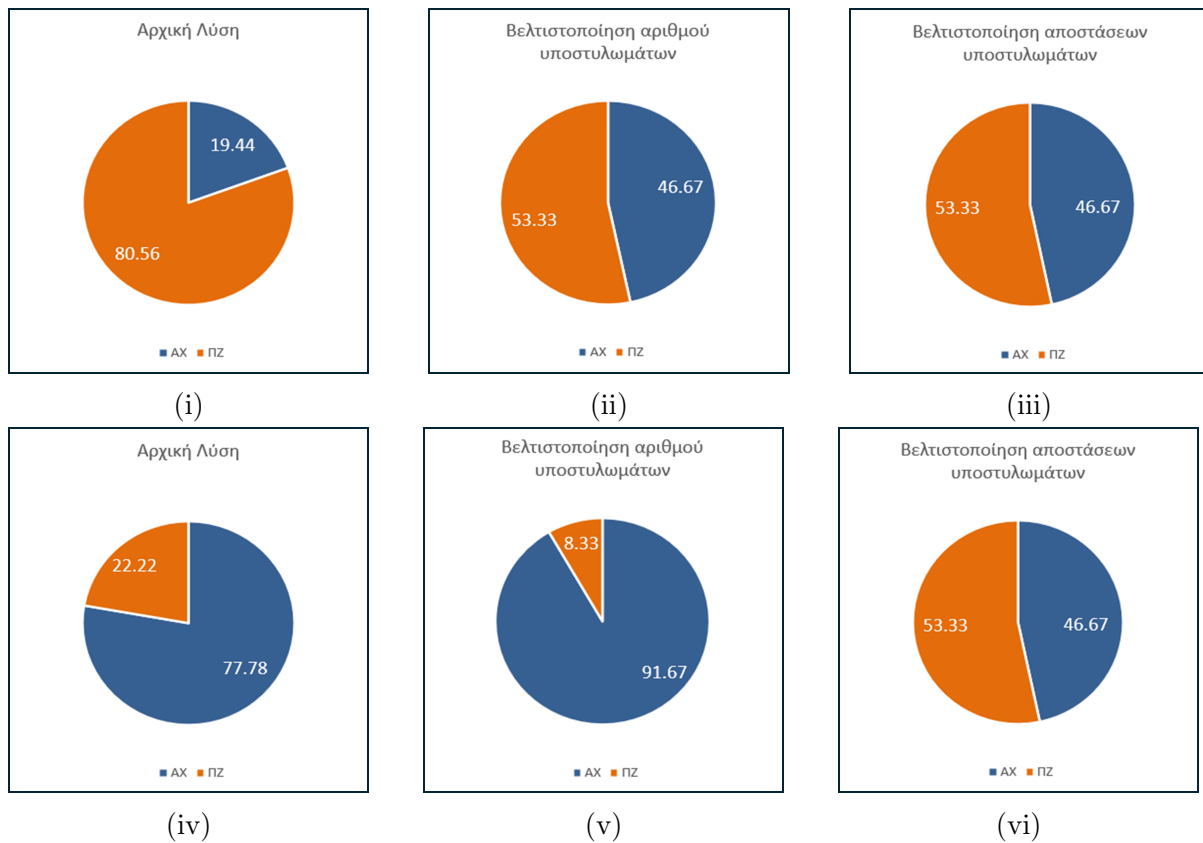 Αρχική Λύση
19.44
80.56
ΑΧ ΠΖ
(i)
Βελτιστοποίηση αριθμού
υποστυλωμάτων
46.67
53.33
ΑΧ ΠΖ
(ii)
Βελτιστοποίηση αποστάσεων
υποστυλωμάτων
53.33
46.67
ΑΧ ΠΖ
(iii)
Αρχική Λύση
22.22
77.78
ΑΧ ΠΖ
(iv)
Βελτιστοποίηση αριθμού
υποστυλωμάτων
8.33
91.67
ΑΧ ΠΖ
(v)
Βελτιστοποίηση αποστάσεων
υποστυλωμάτων
53.33
46.67
ΑΧ ΠΖ
(vi)